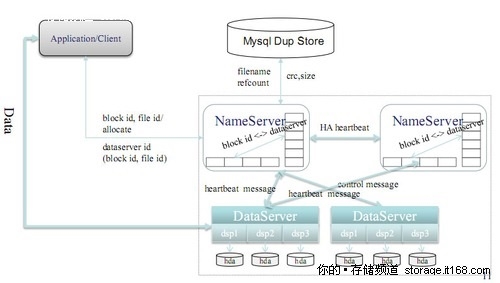 Application/Client
Mysql Dup Store
filename
refcount
crc,size
Data
NameServer
block id <-> dataserver
NameServer
block id <-> dataserver
block id, file id/
allocate
dataserver id
(block id, file id)
HA heartbeat
heartbeat message
heartbeat message
control message
DataServer
dsp1
dsp2
dsp3
DataServer
dsp1
dsp2
dsp3
hda
hda
hda
hda
hda
hda
你的·存储频道 storage.it168.com
11